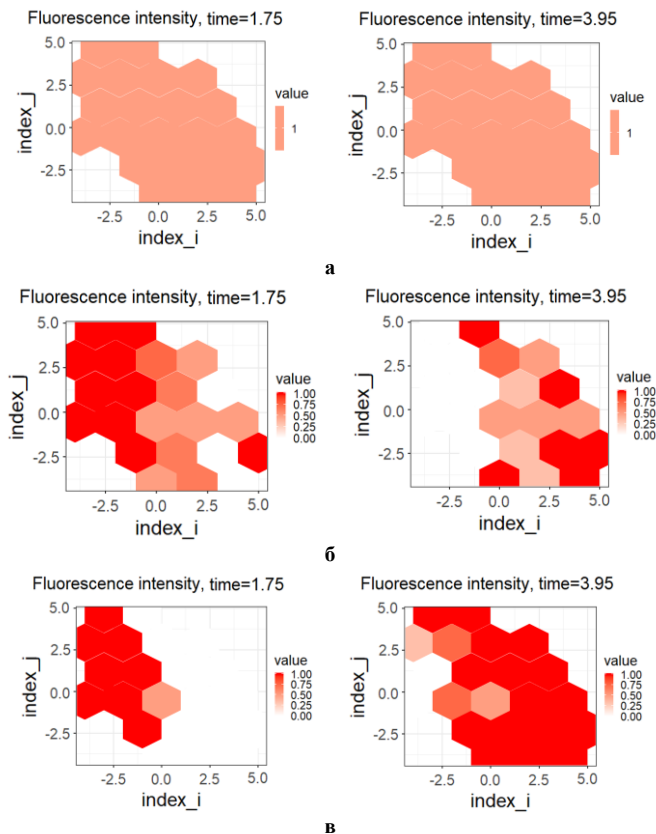 Fluorescence intensity, time=1.75 Fluorescence intensity, time=3.95
5.0 5.0
2.5 2.5
value value
index_j index_j
0.0 1 0.0 1
-2.5 -2.5
-2.5 0.0 2.5 5.0 -2.5 0.0 2.5 5.0
index_i index_i
а
Fluorescence intensity, time=1.75 Fluorescence intensity, time=3.95
5.0 5.0
2.5 2.5
value value
index_j 1.00 index_j 1.00
0.75 0.75
0.0 0.50 0.0 0.50
0.25 0.25
0.00 0.00
-2.5 -2.5
-2.5 0.0 2.5 5.0 -2.5 0.0 2.5 5.0
index_i index_i
б
Fluorescence intensity, time=1.75 Fluorescence intensity, time=3.95
5.0 5.0
2.5 2.5
value value
index_j 1.00 index_j 1.00
0.75 0.75
0.0 0.50 0.0 0.50
0.25 0.25
0.00 0.00
-2.5 -2.5
-2.5 0.0 2.5 5.0 -2.5 0.0 2.5 5.0
index_i index_i
в